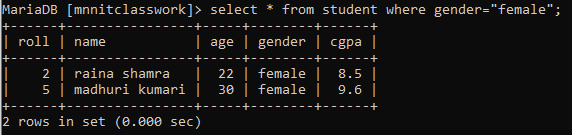 MariaDB [mnnitclasswork]> select * from student where gender="female";
+------+----------------+------+--------+------+
| roll | name           | age  | gender | cgpa |
+------+----------------+------+--------+------+
|    2 | raina shamra   |   22 | female |  8.5 |
|    5 | madhuri kumari |   30 | female |  9.6 |
+------+----------------+------+--------+------+
2 rows in set (0.000 sec)